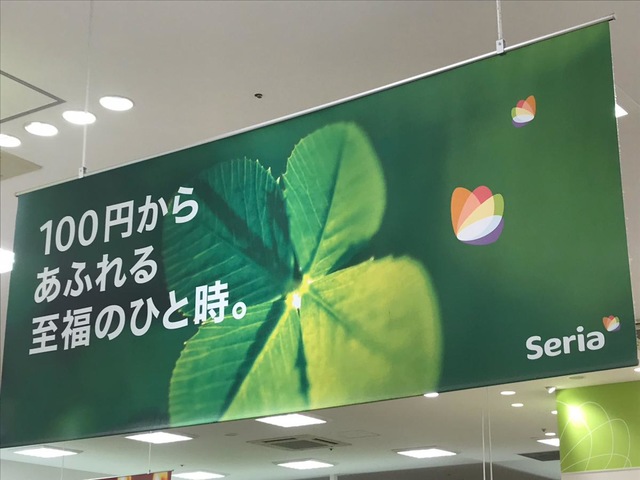 100円から
あふれる
至福のひと時。
Seria